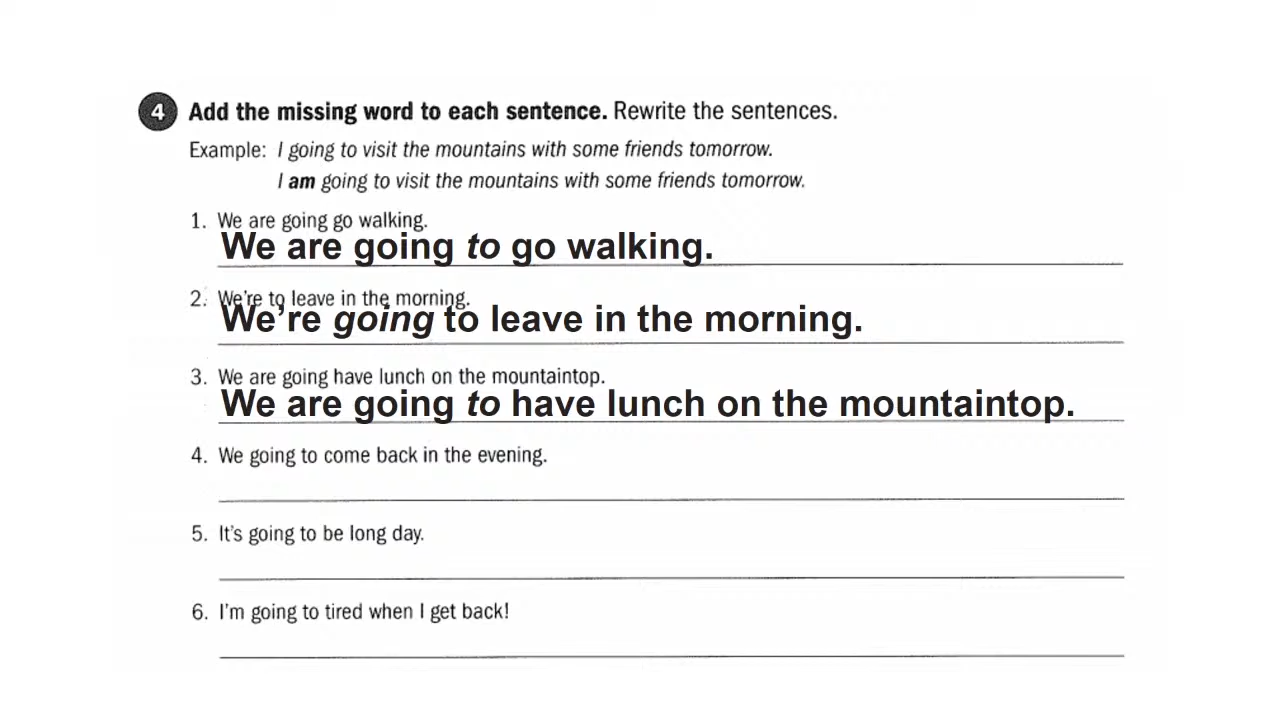 4 Add the missing word to each sentence. Rewrite the sentences.
Example: I going to visit the mountains with some friends tomorrow.
I am going to visit the mountains with some friends tomorrow.
1. We are going go walking.
We are going to go walking.
2. We're to leave in the morning.
We're going to leave in the morning.
3. We are going have lunch on the mountaintop.
We are going to have lunch on the mountaintop.
4. We going to come back in the evening.
5. It's going to be long day.
6. I'm going to tired when I get back!